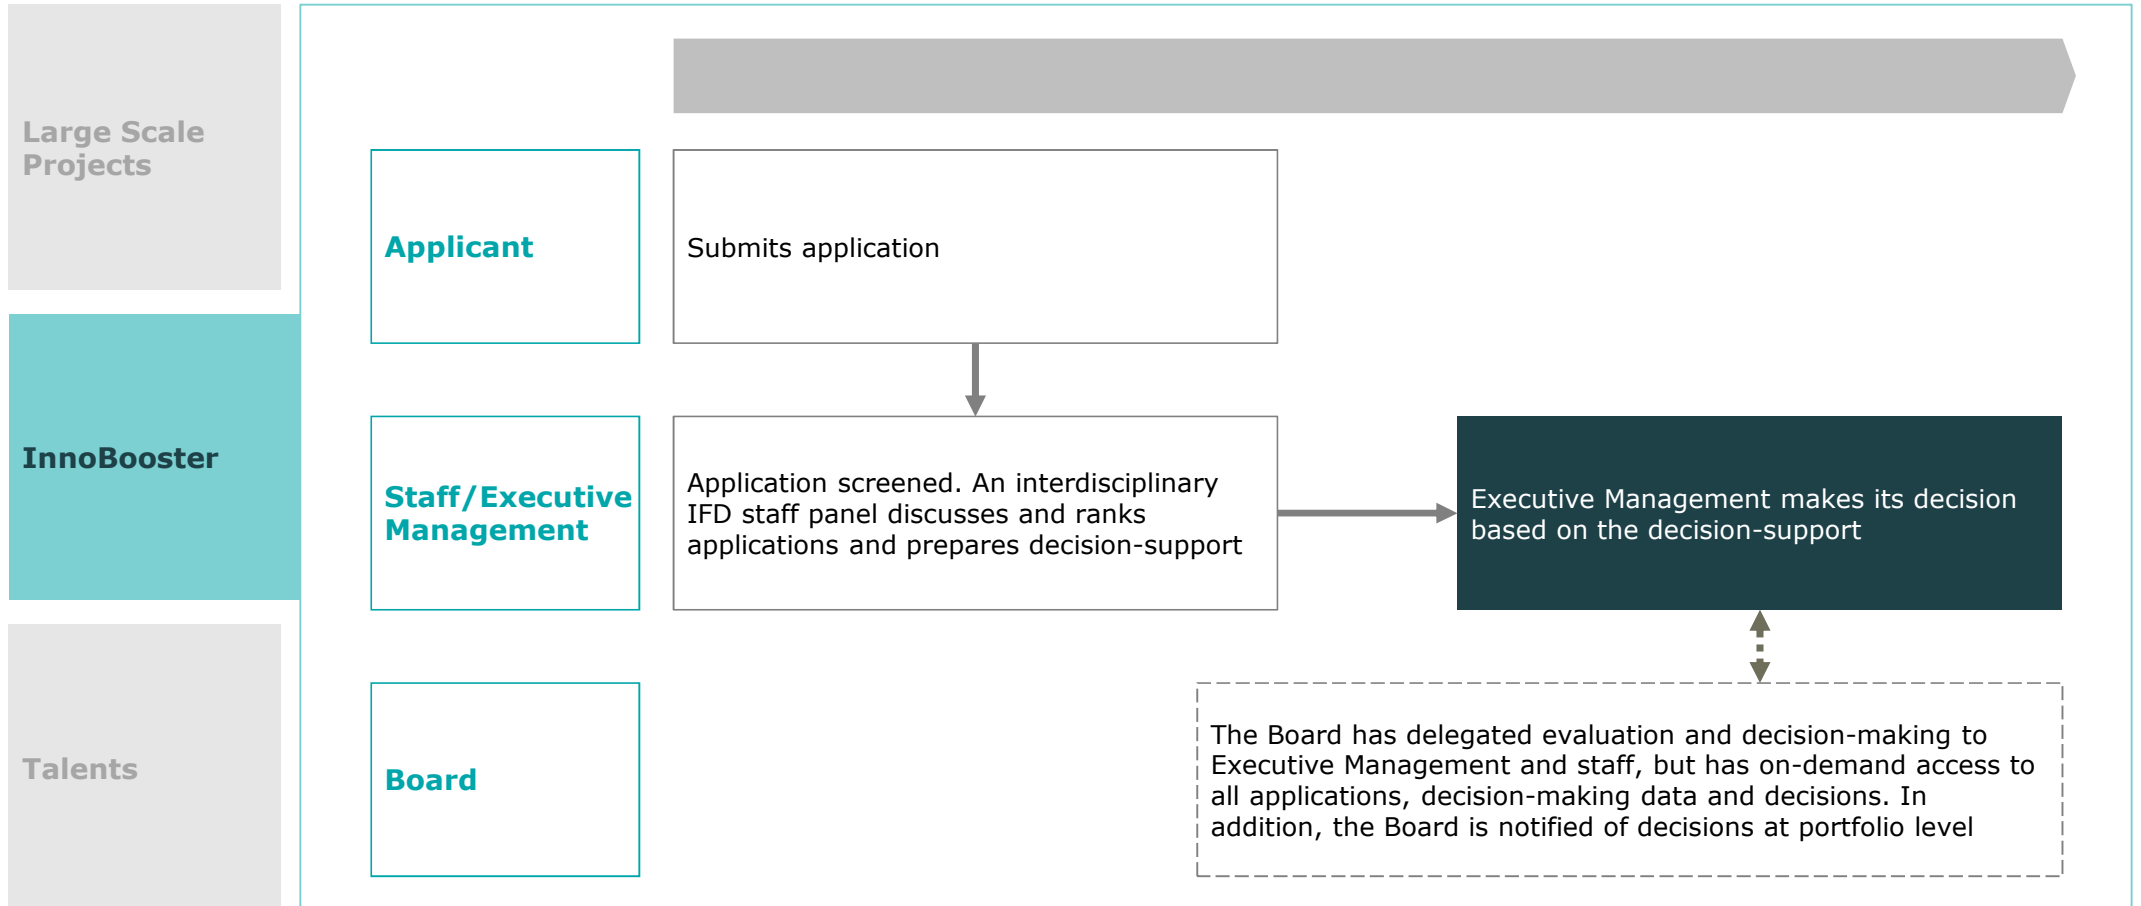 Large Scale
Projects
InnoBooster
Talents
Applicant
Submits application
Staff/Executive
Management
Application screened. An interdisciplinary
IFD staff panel discusses and ranks
applications and prepares decision-support
Executive Management makes its decision
based on the decision-support
Board
The Board has delegated evaluation and decision-making to
Executive Management and staff, but has on-demand access to
all applications, decision-making data and decisions. In
addition, the Board is notified of decisions at portfolio level